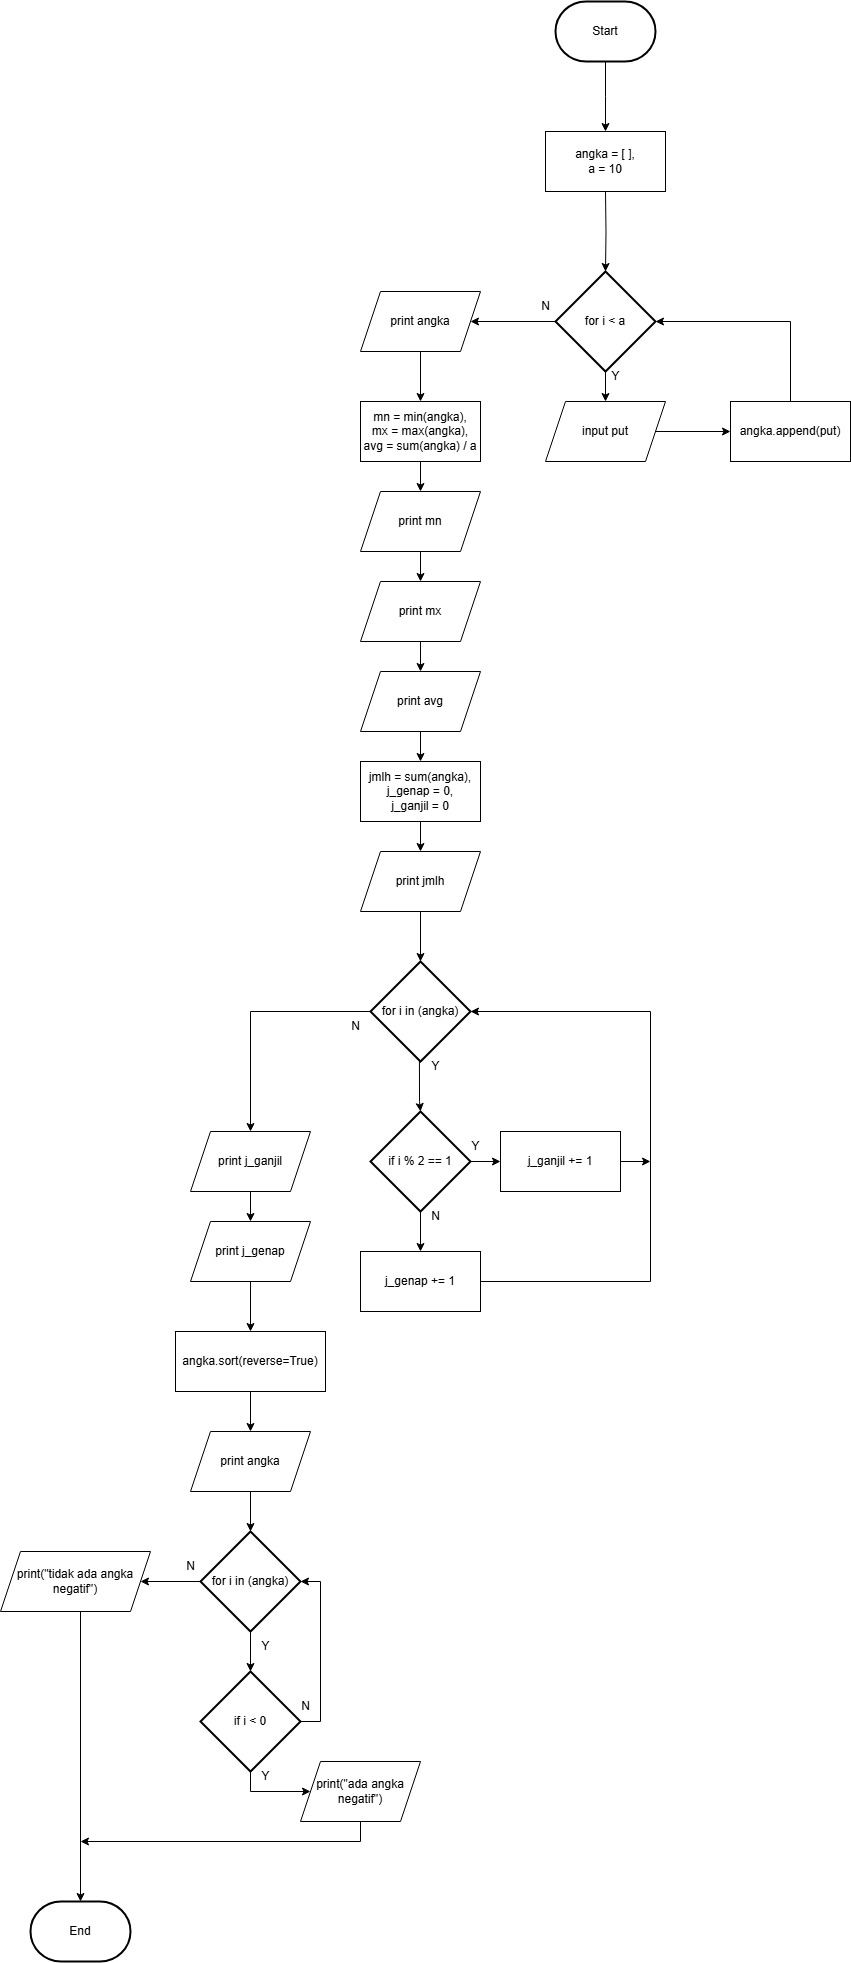 Start
angka = [ ],
a = 10
for i < a
N
Y
print angka
input put
angka.append(put)
mn = min(angka),
mx = max(angka),
avg = sum(angka) / a
print mn
print mx
print avg
jmlh = sum(angka),
j_genap = 0,
j_ganjil = 0
print jmlh
for i in (angka)
N
Y
if i % 2 == 1
Y
j_ganjil += 1
N
j_genap += 1
print j_ganjil
print j_genap
angka.sort(reverse=True)
print angka
for i in (angka)
N
print("tidak ada angka
negatif")
Y
if i < 0
N
Y
print("ada angka
negatif")
End